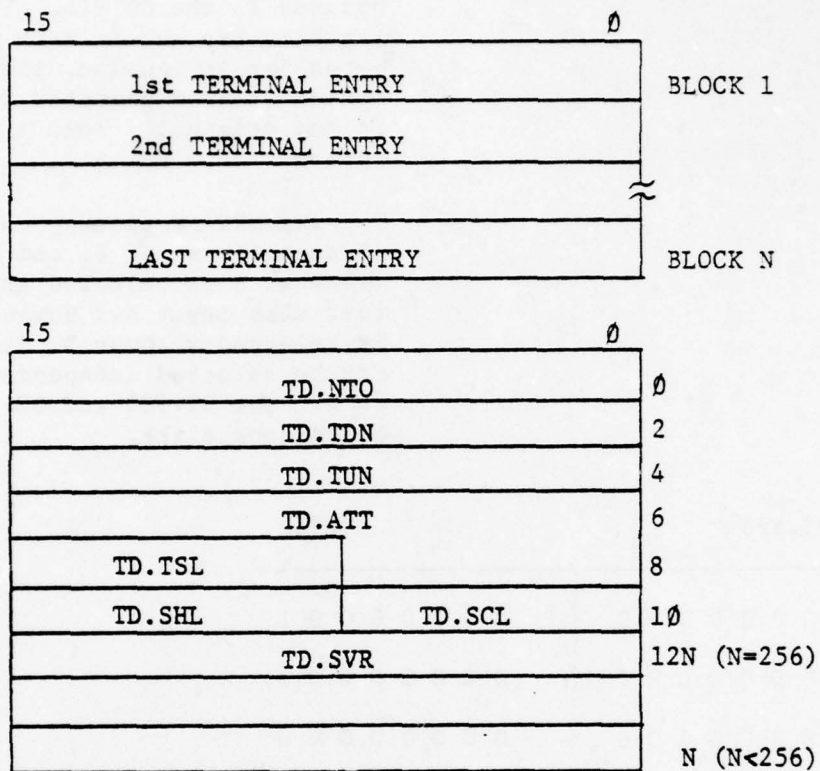 15 Ø
1st TERMINAL ENTRY BLOCK 1
2nd TERMINAL ENTRY
LAST TERMINAL ENTRY BLOCK N
15 Ø
TD.NTO Ø
TD.TDN 2
TD.TUN 4
TD.ATT 6
TD.TSL 8
TD.SHL TD.SCL 1Ø
TD.SVR 12N (N=256)
N (N<256)